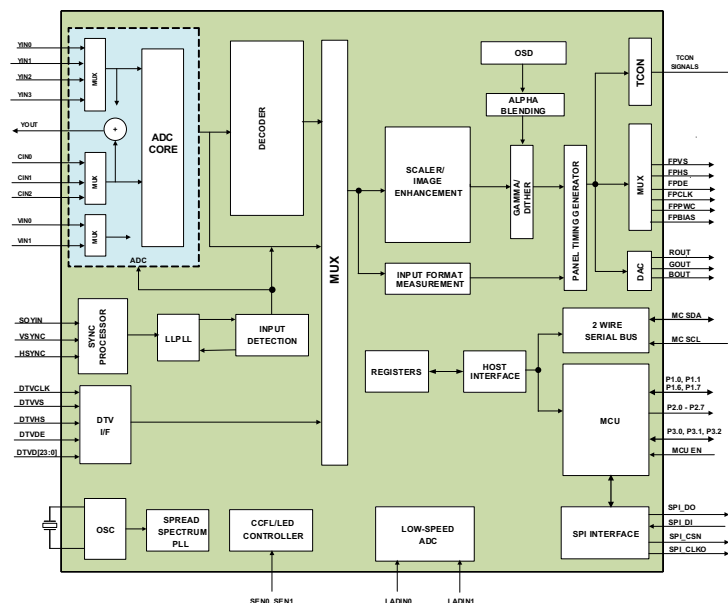 YIN0
YIN1
YIN2
YIN3
YOUT
CIN0
CIN1
CIN2
VIN0
VIN1
MUX
MUX
MUX
+
ADC
CORE
ADC
DECODER
MUX
OSD
ALPHA
BLENDING
SCALER/
IMAGE
ENHANCEMENT
GAMMA/
DITHER
INPUT FORMAT
MEASUREMENT
PANEL TIMING GENERATOR
TCON
TCON
SIGNALS
MUX
FPVS
FPHS
FPDE
FPCLK
FPPWC
FPBIAS
DAC
ROUT
GOUT
BOUT
SOYIN
VSYNC
HSYNC
SYNC
PROCESSOR
LLPLL
INPUT
DETECTION
DTVCLK
DTVVS
DTVHS
DTVDE
DTVD[23:0]
DTV
I/F
REGISTERS
HOST
INTERFACE
2 WIRE
SERIAL BUS
MC SDA
MC SCL
MCU
P1.0, P1.1
P1.6, P1.7
P2.0 - P2.7
P3.0, P3.1, P3.2
MCU EN
OSC
SPREAD
SPECTRUM
PLL
CCFL/LED
CONTROLLER
LOW-SPEED
ADC
SPI INTERFACE
SPI_DO
SPI_DI
SPI_CSN
SPI_CLKO
SEN0, SEN1
LADIN0
LADIN1